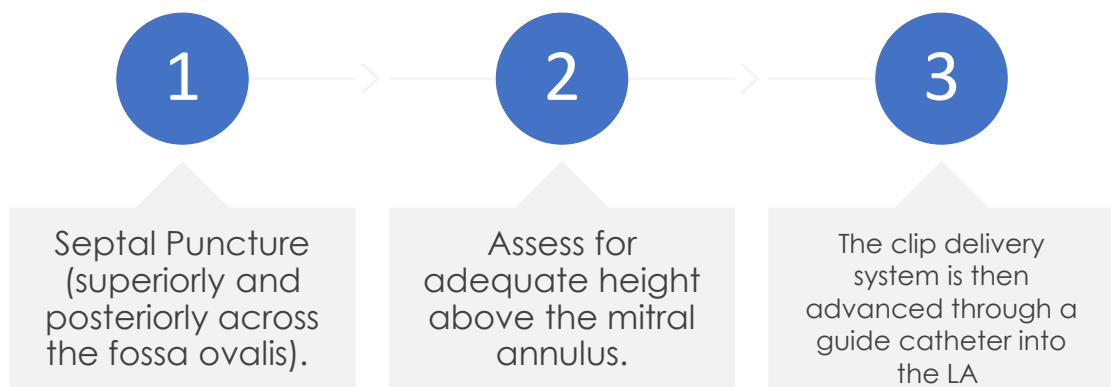 1
Septal Puncture
(superiorly and
posteriorly across
the fossa ovalis).
2
Assess for
adequate height
above the mitral
annulus.
3
The clip delivery
system is then
advanced through a
guide catheter into
the LA